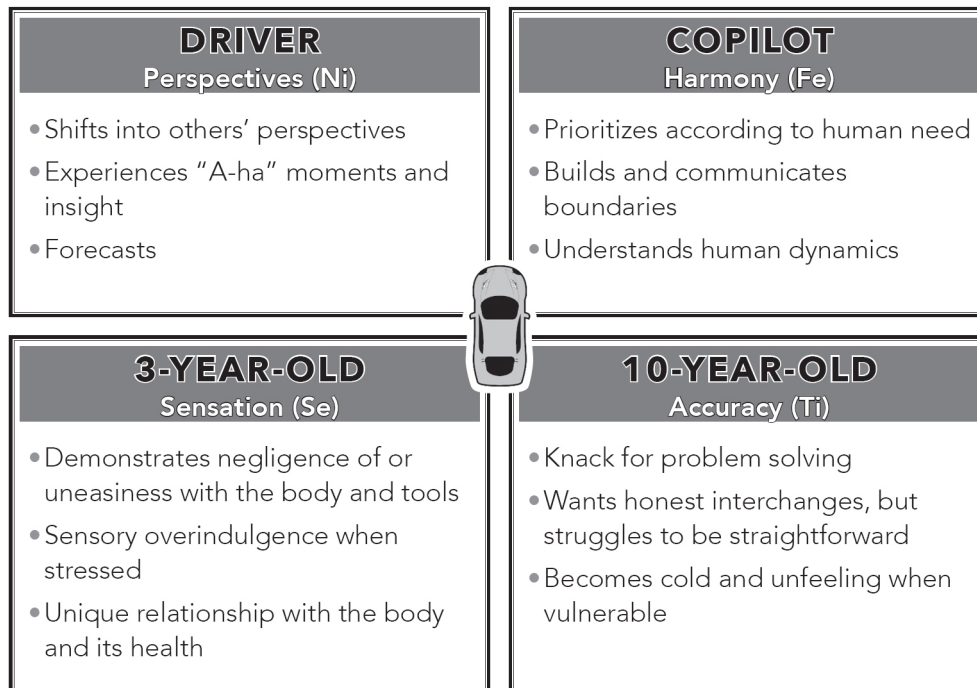 DRIVER
Perspectives (Ni)
• Shifts into others’ perspectives
• Experiences “A-ha” moments and
insight
• Forecasts
COPILOT
Harmony (Fe)
• Prioritizes according to human need
• Builds and communicates
boundaries
• Understands human dynamics
3-YEAR-OLD
Sensation (Se)
• Demonstrates negligence of or
uneasiness with the body and tools
• Sensory overindulgence when
stressed
• Unique relationship with the body
and its health
10-YEAR-OLD
Accuracy (Ti)
• Knack for problem solving
• Wants honest interchanges, but
struggles to be straightforward
• Becomes cold and unfeeling when
vulnerable